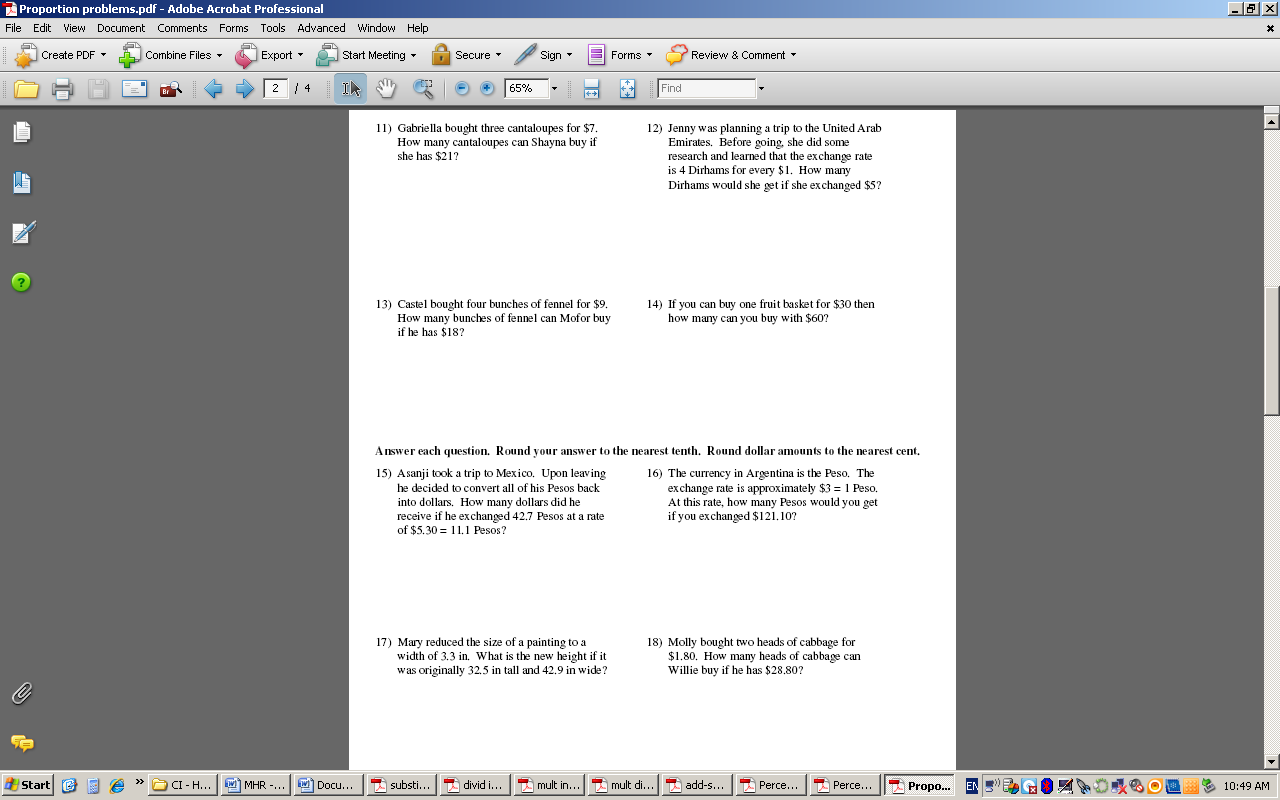 Proportion problems.pdf - Adobe Acrobat Professional
File Edit View Document Comments Forms Tools Advanced Window Help
Create PDF Combine Files Export Start Meeting Secure Sign Forms Review & Comment
2 / 4 65% Find
11) Gabriella bought three cantaloupes for $7.
How many cantaloupes can Shayna buy if
she has $21?
12) Jenny was planning a trip to the United Arab
Emirates. Before going, she did some
research and learned that the exchange rate
is 4 Dirhams for every $1. How many
Dirhams would she get if she exchanged $5?
13) Castel bought four bunches of fennel for $9.
How many bunches of fennel can Mofor buy
if he has $18?
14) If you can buy one fruit basket for $30 then
how many can you buy with $60?
Answer each question. Round your answer to the nearest tenth. Round dollar amounts to the nearest cent.
15) Asanji took a trip to Mexico. Upon leaving
he decided to convert all of his Pesos back
into dollars. How many dollars did he
receive if he exchanged 42.7 Pesos at a rate
of $5.30 = 11.1 Pesos?
16) The currency in Argentina is the Peso. The
exchange rate is approximately $3 = 1 Peso.
At this rate, how many Pesos would you get
if you exchanged $121.10?
17) Mary reduced the size of a painting to a
width of 3.3 in. What is the new height if it
was originally 32.5 in tall and 42.9 in wide?
18) Molly bought two heads of cabbage for
$1.80. How many heads of cabbage can
Willie buy if he has $28.80?
Start » CI - H... MHR -... Docu... substi... divid i... mult in... mult di... add-s... Perce... Perce... Propo... EN 10:49 AM